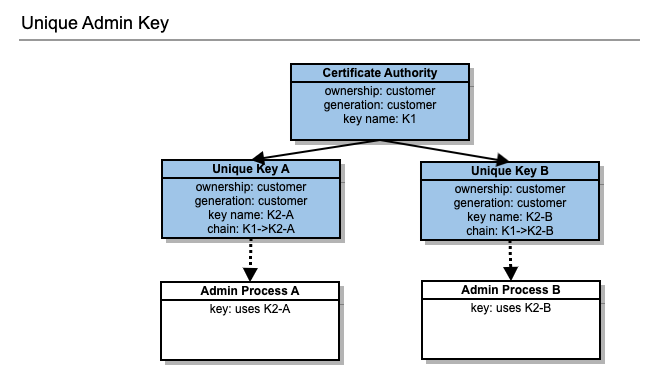 Unique Admin Key
Certificate Authority
ownership: customer
generation: customer
key name: K1
Unique Key A
ownership: customer
generation: customer
key name: K2-A
chain: K1->K2-A
Unique Key B
ownership: customer
generation: customer
key name: K2-B
chain: K1->K2-B
Admin Process A
key: uses K2-A
Admin Process B
key: uses K2-B